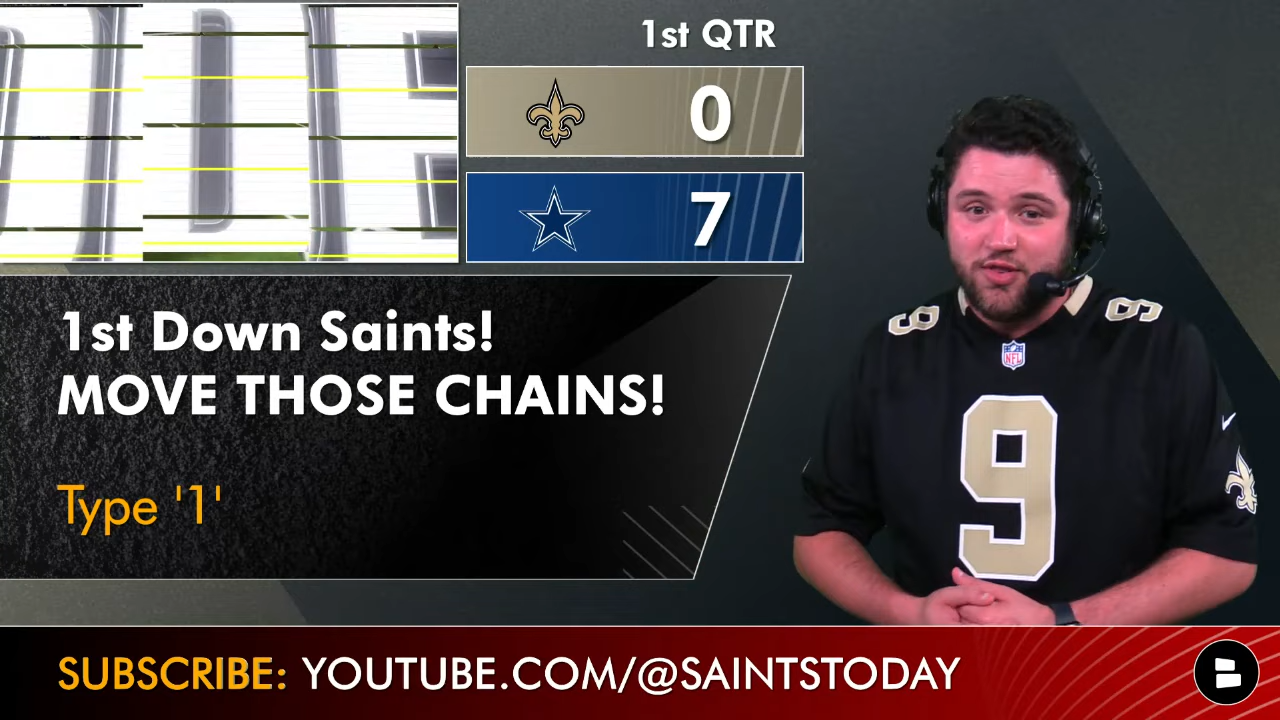 1st QTR
0
7
1st Down Saints!
MOVE THOSE CHAINS!
Type '1'
9
9
NFL
9
SUBSCRIBE: YOUTUBE.COM/@SAINTSTODAY